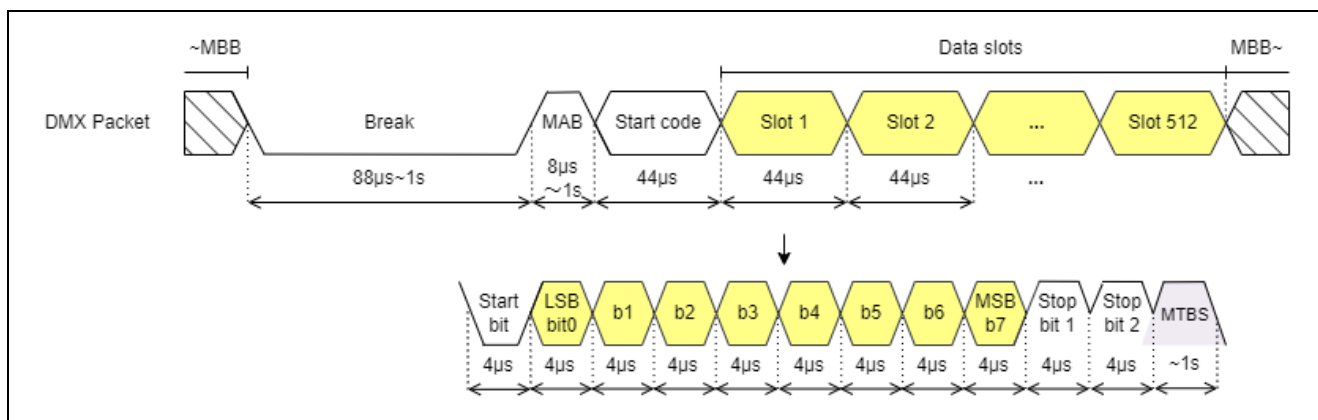 ~MBB Data slots MBB~
DMX Packet Break MAB Start code Slot 1 Slot 2 ... Slot 512
88μs~1s 8μs ～1s 44μs 44μs 44μs ...
Start bit LSB bit0 b1 b2 b3 b4 b5 b6 MSB b7 Stop bit 1 Stop bit 2 MTBS
4μs 4μs 4μs 4μs 4μs 4μs 4μs 4μs 4μs 4μs 4μs ~1s